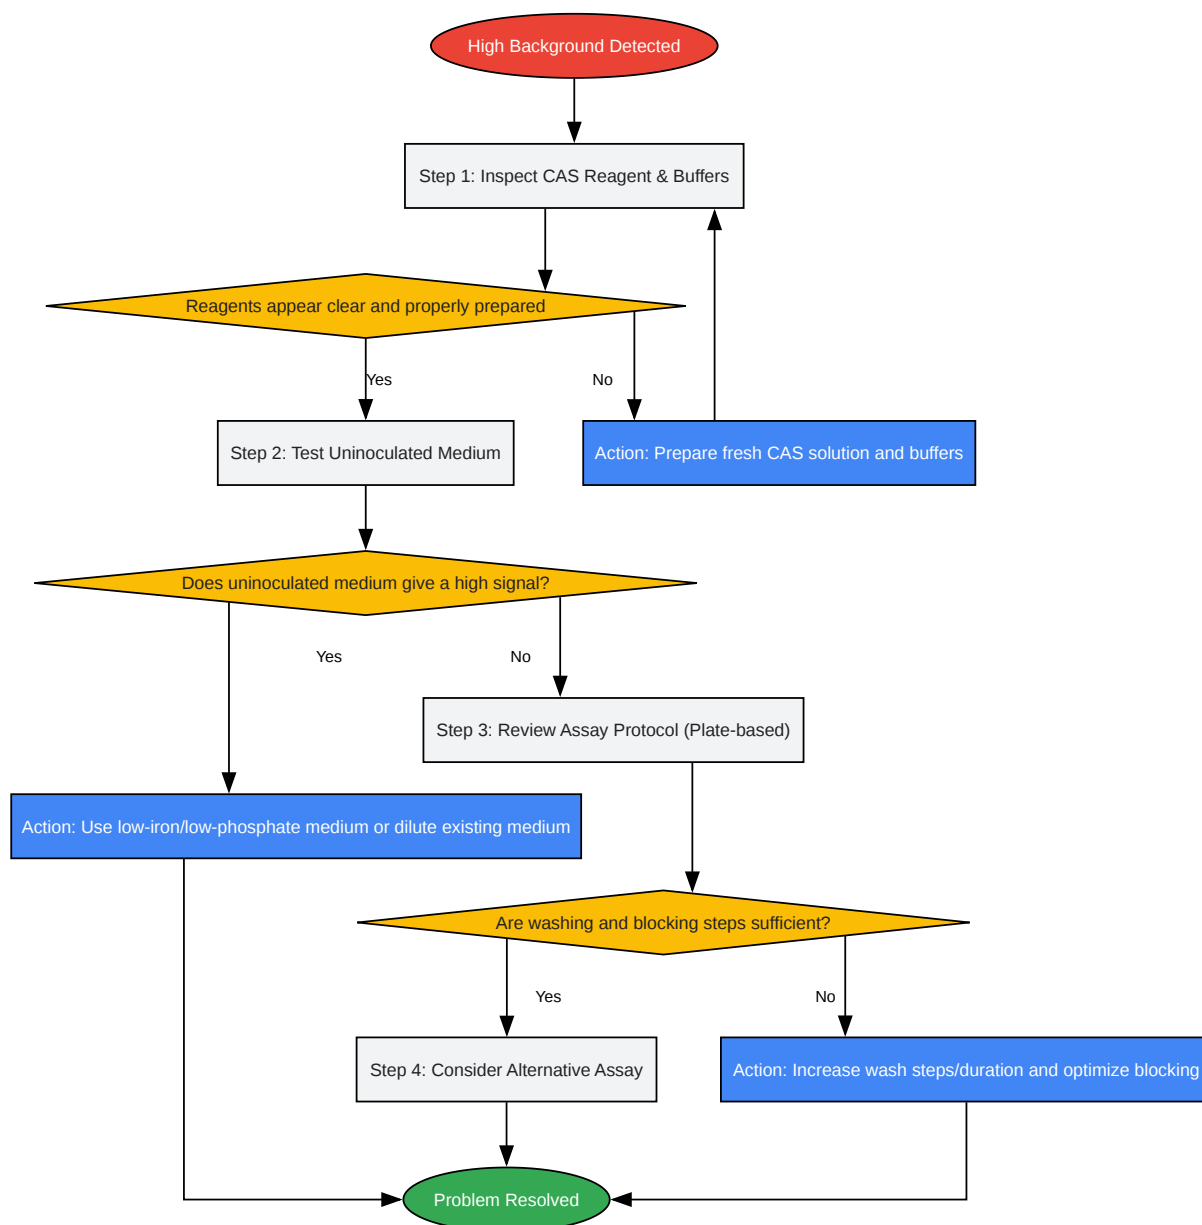 High Background Detected
Step 1: Inspect CAS Reagent & Buffers
Reagents appear clear and properly prepared
Yes
No
Step 2: Test Uninoculated Medium
Action: Prepare fresh CAS solution and buffers
Does uninoculated medium give a high signal?
Yes
No
Step 3: Review Assay Protocol (Plate-based)
Action: Use low-iron/low-phosphate medium or dilute existing medium
Are washing and blocking steps sufficient?
Yes
No
Step 4: Consider Alternative Assay
Action: Increase wash steps/duration and optimize blocking
Problem Resolved